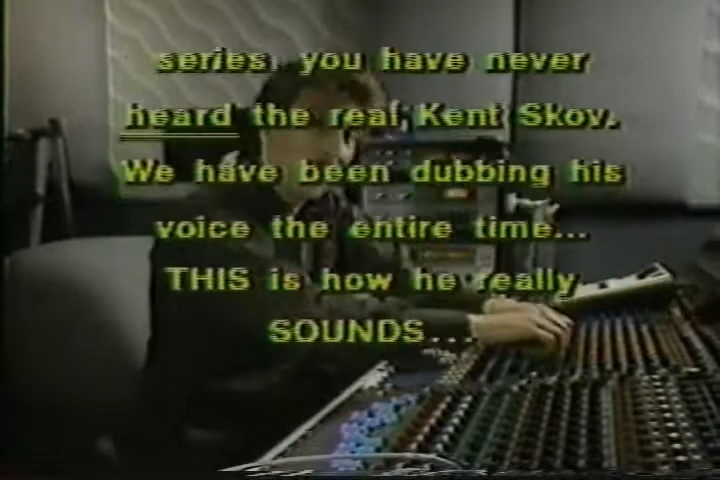 series, you have never
heard the real Kent Skov.
We have been dubbing his
voice the entire time...
THIS is how he really
SOUNDS...